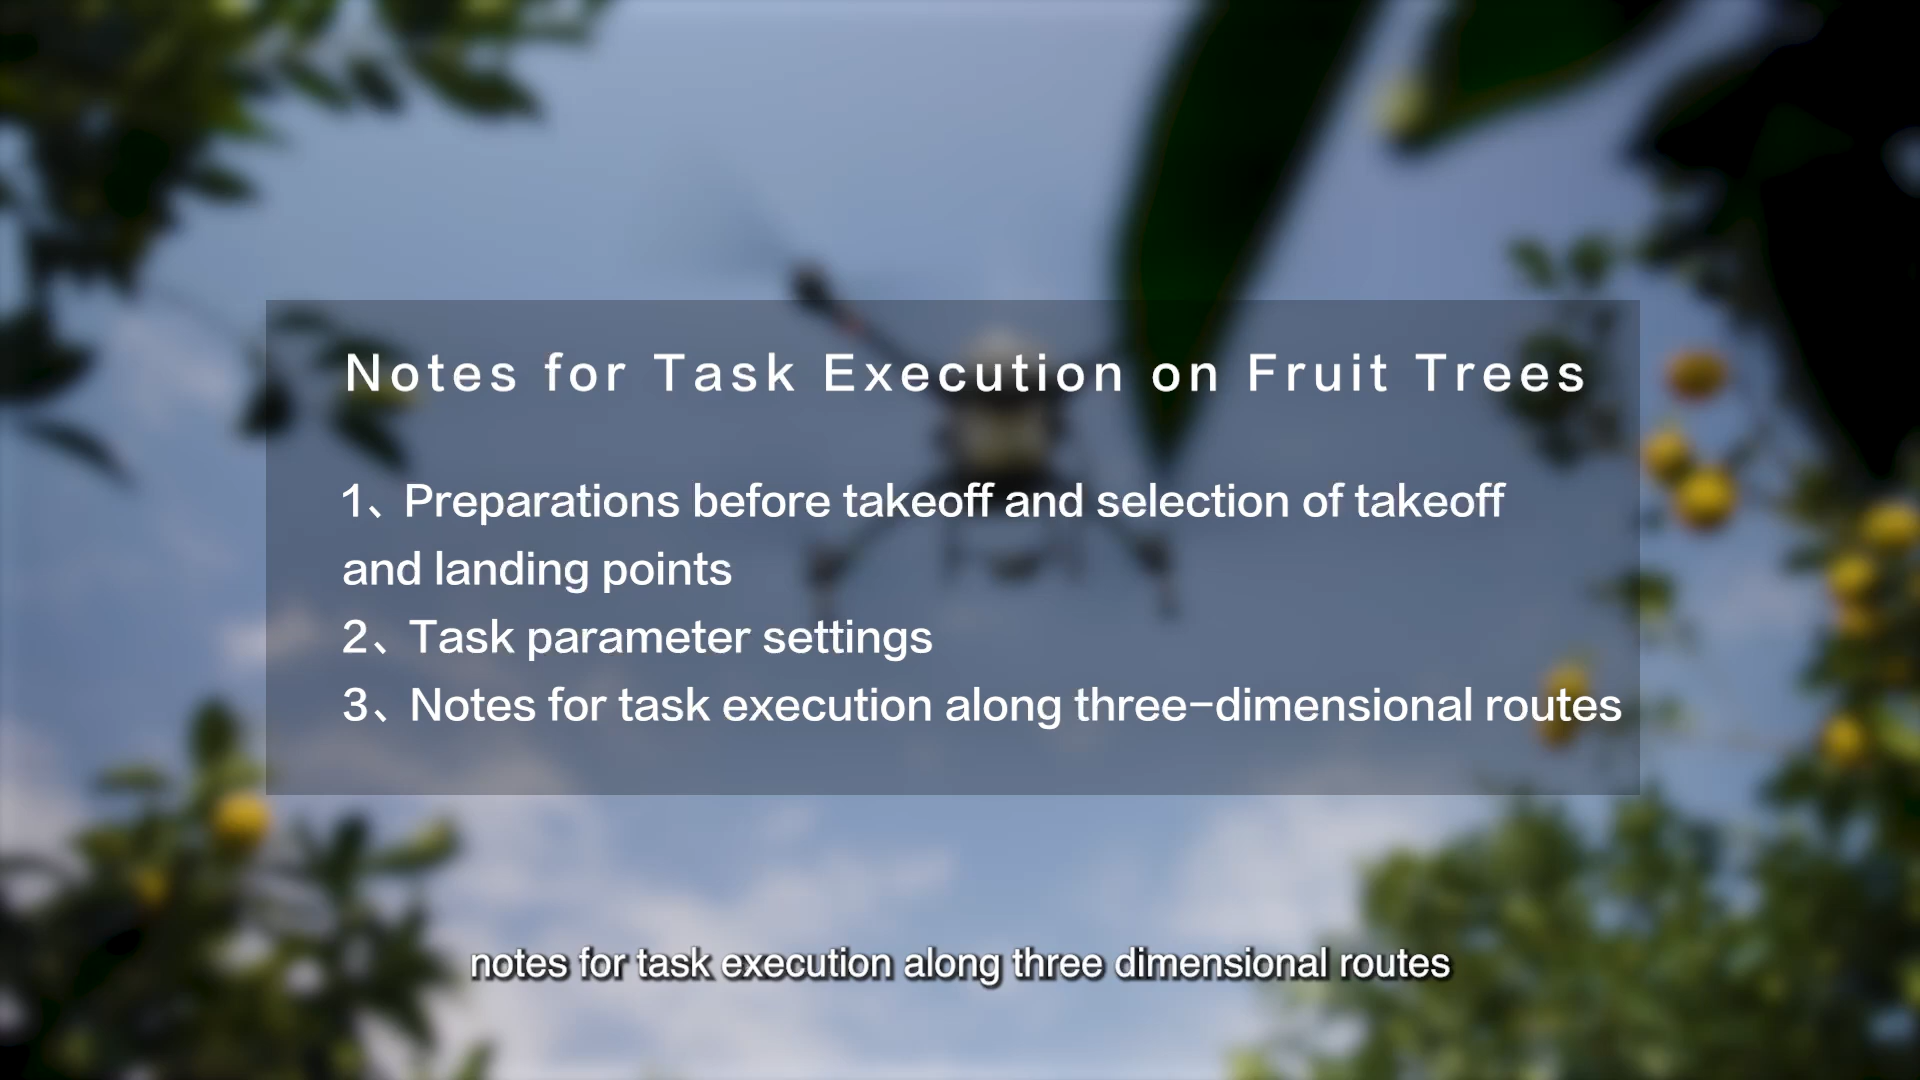 Notes for Task Execution on Fruit Trees
1、Preparations before takeoff and selection of takeoff
and landing points
2、Task parameter settings
3、Notes for task execution along three-dimensional routes
notes for task execution along three dimensional routes